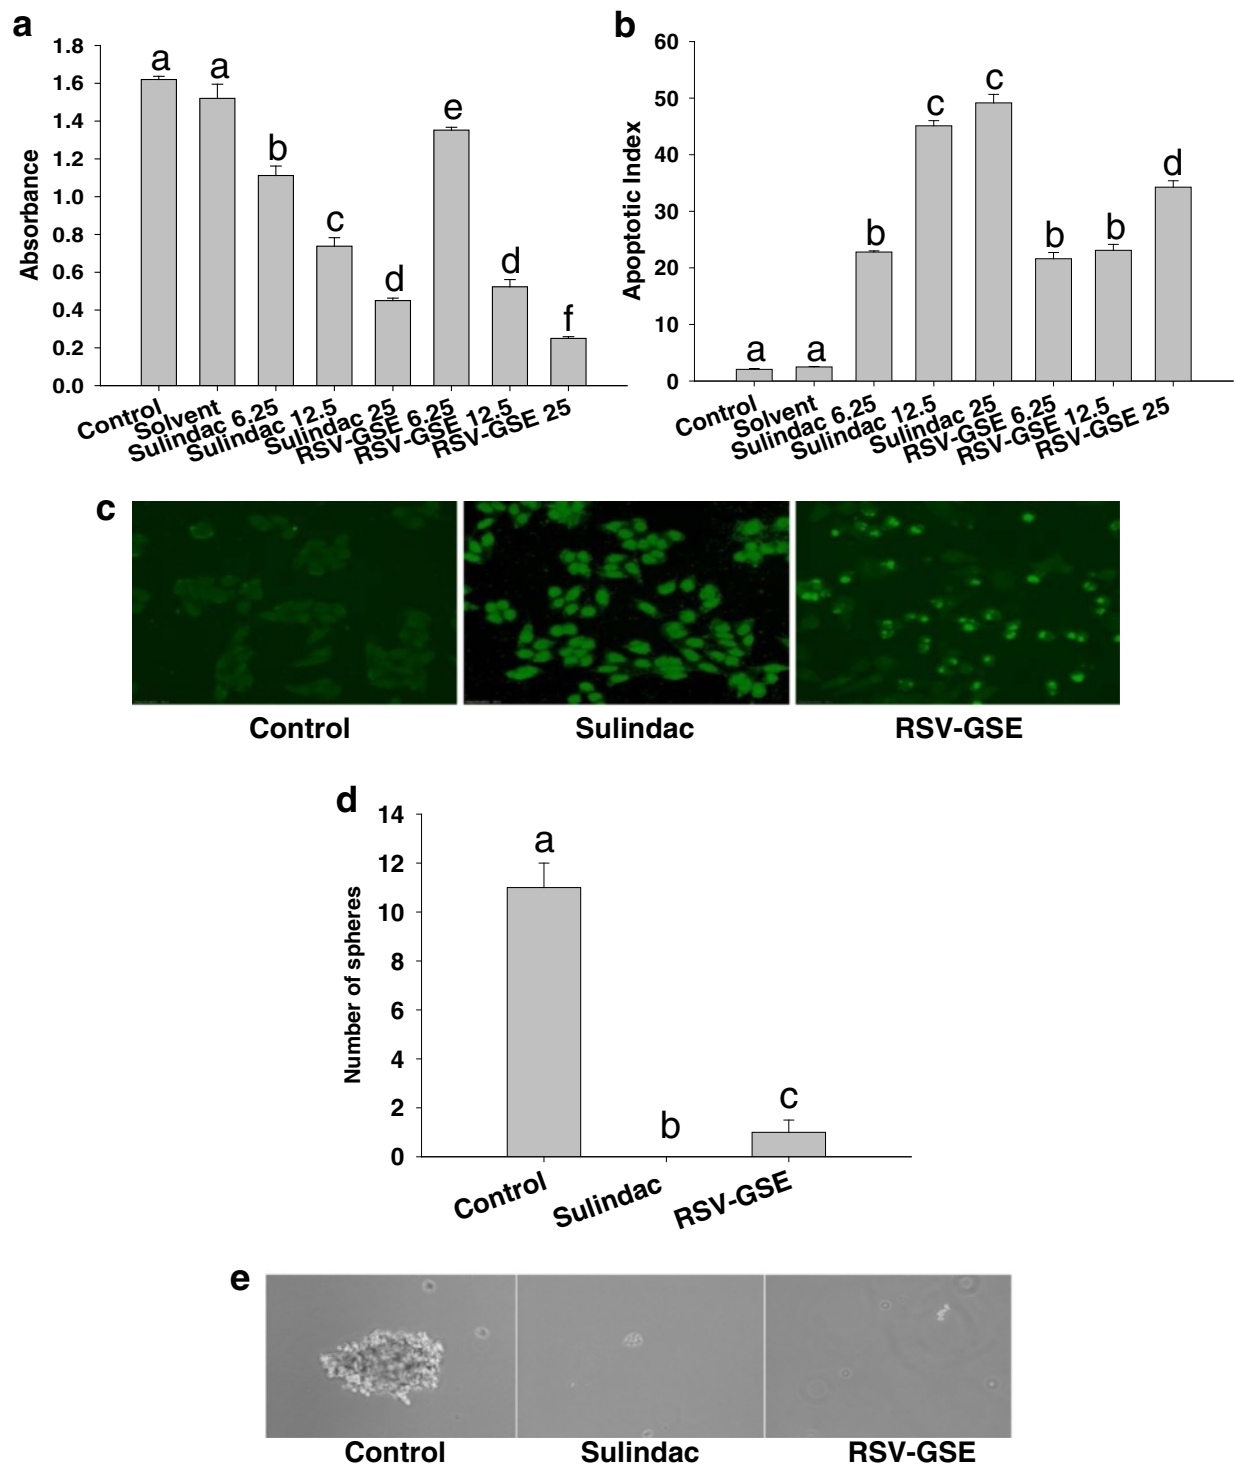 a
Absorbance
1.8
1.6
1.4
1.2
1.0
0.8
0.6
0.4
0.2
0.0
a
a
b
c
d
e
d
f
Control
Solvent
Sulindac 6.25
Sulindac 12.5
Sulindac 25
RSV-GSE 6.25
RSV-GSE 12.5
RSV-GSE 25
b
Apoptotic Index
60
50
40
30
20
10
0
a
a
b
c
c
b
b
d
Control
Solvent
Sulindac 6.25
Sulindac 12.5
Sulindac 25
RSV-GSE 6.25
RSV-GSE 12.5
RSV-GSE 25
c
Control
Sulindac
RSV-GSE
d
Number of spheres
14
12
10
8
6
4
2
0
a
b
c
Control
Sulindac
RSV-GSE
e
Control
Sulindac
RSV-GSE